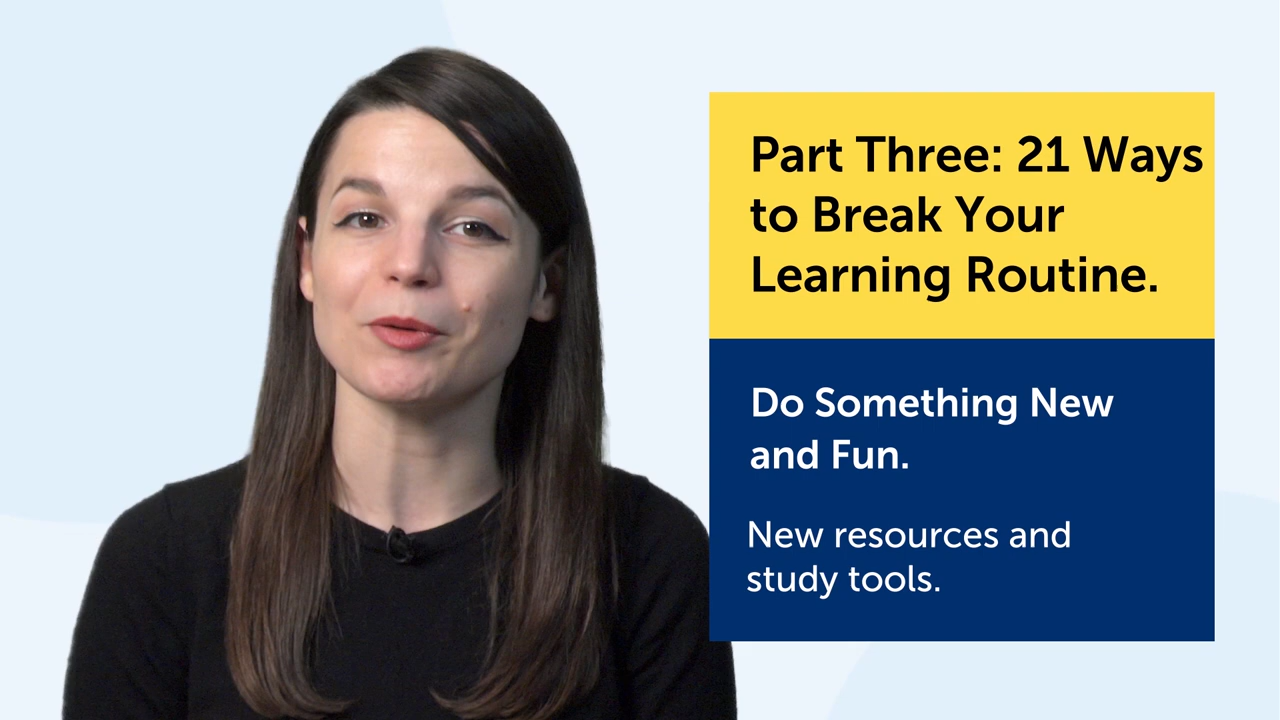 Part Three: 21 Ways
to Break Your
Learning Routine.
Do Something New
and Fun.
New resources and
study tools.